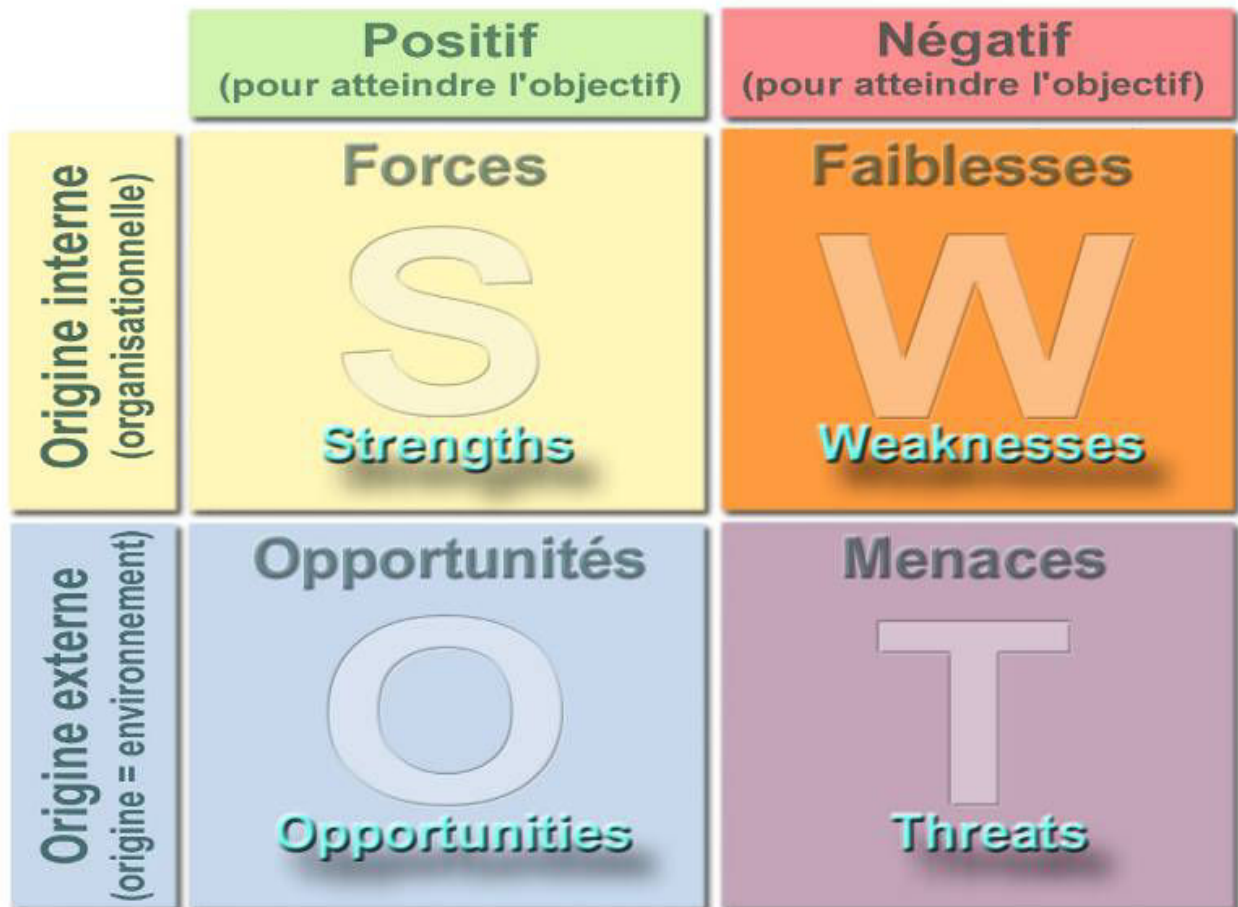 Positif
(pour atteindre l'objectif)
Négatif
(pour atteindre l'objectif)
Origine interne
(organisationnelle)
Forces
S
Strengths
Faiblesses
W
Weaknesses
Origine externe
(origine = environnement)
Opportunités
O
Opportunities
Menaces
T
Threats